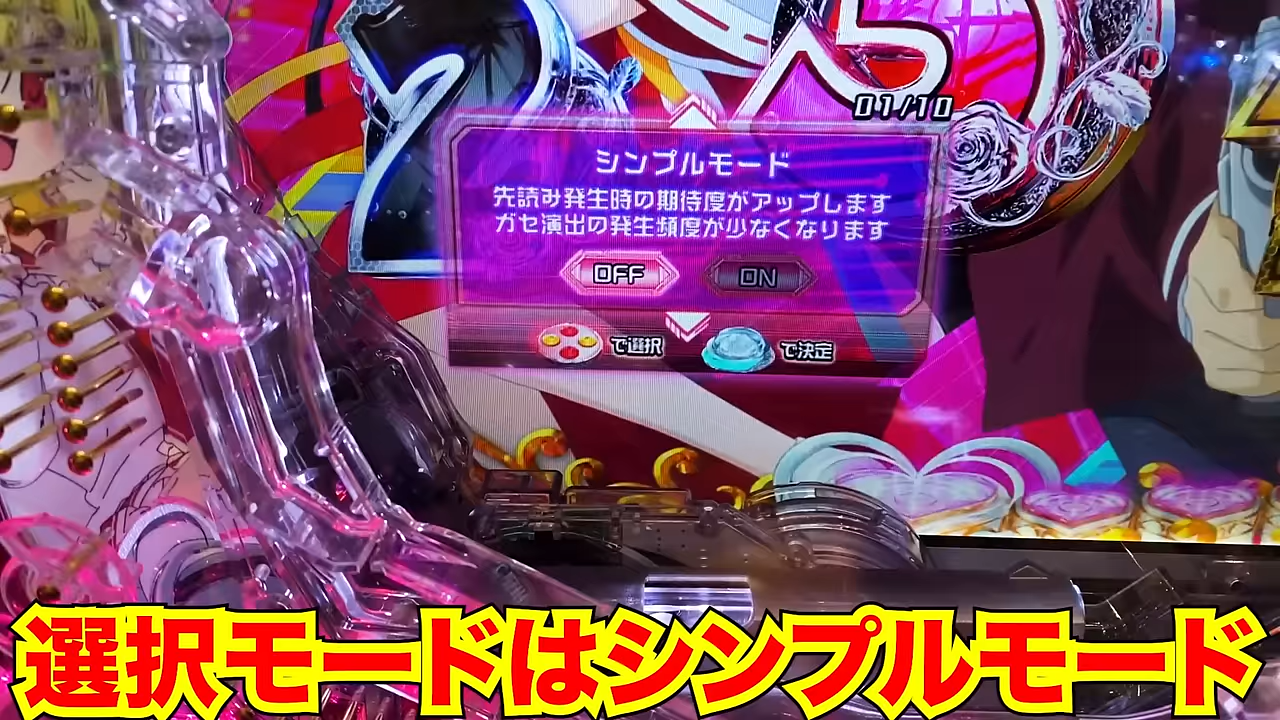 25
01/10
シンプルモード
先読み発生時の期待度がアップします
ガセ演出の発生頻度が少なくなります
OFF ON
で選択 で決定
選択モードはシンプルモード